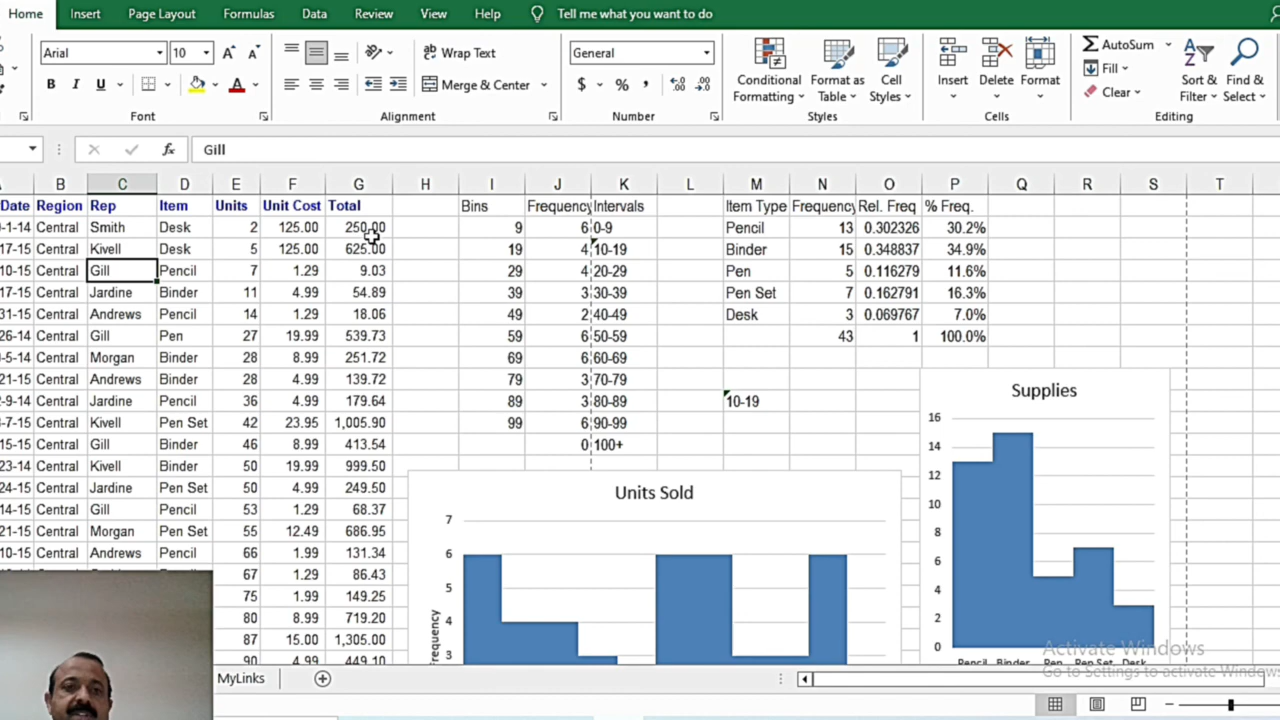 Home Insert Page Layout Formulas Data Review View Help Tell me what you want to do
Arial 10 A A Wrap Text General AutoSum
B I U A Merge & Center $ % , Conditional Formatting Format as Table Cell Styles Insert Delete Format Fill Clear Sort & Filter Find & Select
Font Alignment Number Styles Cells Editing
fx Gill
B C D E F G H I J K L M N O P Q R S T
Date Region Rep Item Units Unit Cost Total Bins Frequency Intervals Item Type Frequency Rel. Freq % Freq.
0-1-14 Central Smith Desk 2 125.00 250.00 9 6 0-9 Pencil 13 0.302326 30.2%
17-15 Central Kivell Desk 5 125.00 625.00 19 4 10-19 Binder 15 0.348837 34.9%
10-15 Central Gill Pencil 7 1.29 9.03 29 4 20-29 Pen 5 0.116279 11.6%
17-15 Central Jardine Binder 11 4.99 54.89 39 3 30-39 Pen Set 7 0.162791 16.3%
31-15 Central Andrews Pencil 14 1.29 18.06 49 2 40-49 Desk 3 0.069767 7.0%
26-14 Central Gill Pen 27 19.99 539.73 59 6 50-59 43 1 100.0%
-5-14 Central Morgan Binder 28 8.99 251.72 69 6 60-69
21-15 Central Andrews Binder 28 4.99 139.72 79 3 70-79
2-9-14 Central Jardine Pencil 36 4.99 179.64 89 3 80-89 10-19
-7-15 Central Kivell Pen Set 42 23.95 1,005.90 99 6 90-99
15-15 Central Gill Binder 46 8.99 413.54 0 100+
23-14 Central Kivell Binder 50 19.99 999.50
24-15 Central Jardine Pen Set 50 4.99 249.50
14-15 Central Gill Pencil 53 1.29 68.37
21-15 Central Morgan Pen Set 55 12.49 686.95
10-15 Central Andrews Pencil 66 1.99 131.34
67 1.29 86.43
75 1.99 149.25
80 8.99 719.20
87 15.00 1,305.00
90 4.99 449.10
Units Sold
7
6
5
4
3
Frequency
Supplies
16
14
12
10
8
6
4
2
0
Pencil Binder Pen Pen Set Desk
Activate Windows
Go to Settings to activate Windows
MyLinks